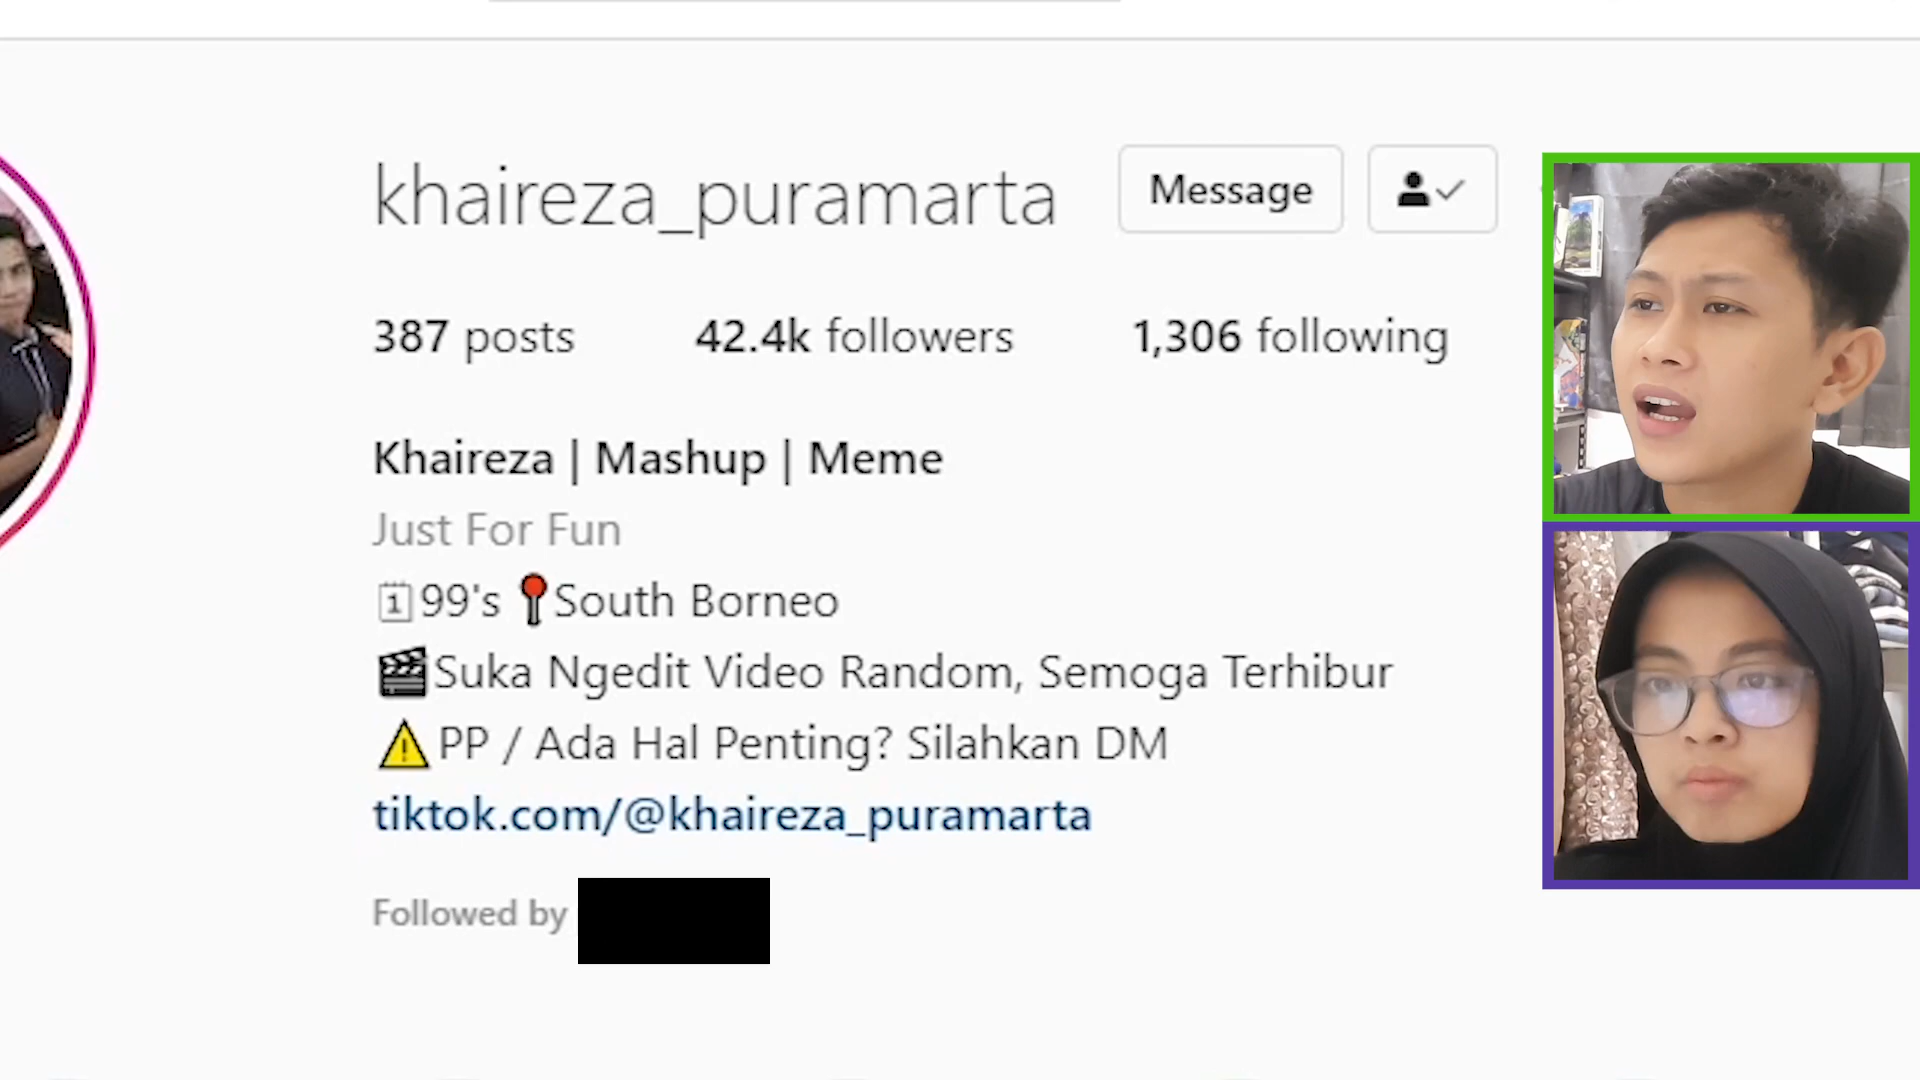 khaireza_puramarta Message
387 posts 42.4k followers 1,306 following
Khaireza | Mashup | Meme
Just For Fun
99's 📍South Borneo
🎬Suka Ngedit Video Random, Semoga Terhibur
⚠️PP / Ada Hal Penting? Silahkan DM
tiktok.com/@khaireza_puramarta
Followed by